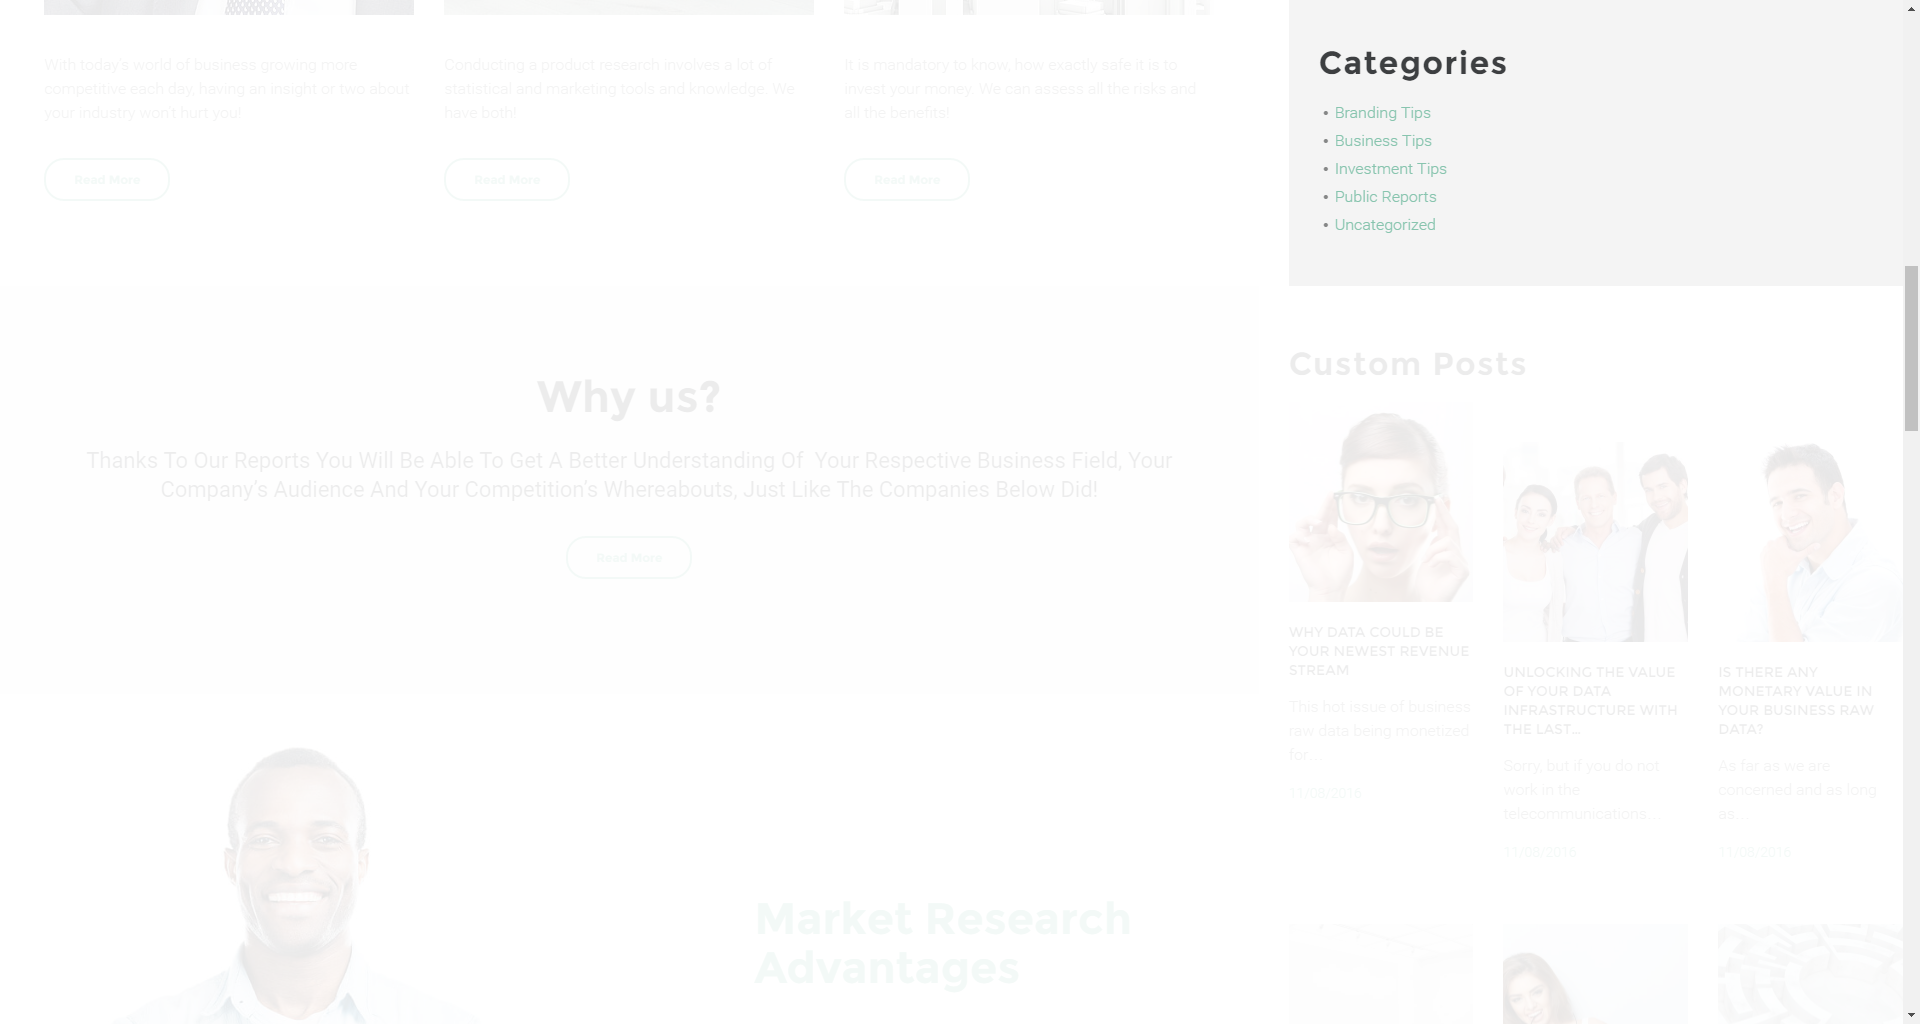 With today's world of business growing more
competitive each day, having an insight or two about
your industry won't hurt you!
Read More
Conducting a product research involves a lot of
statistical and marketing tools and knowledge. We
have both!
Read More
It is mandatory to know, how exactly safe it is to
invest your money. We can assess all the risks and
all the benefits!
Read More
Why us?
Thanks To Our Reports You Will Be Able To Get A Better Understanding Of  Your Respective Business Field, Your
Company's Audience And Your Competition's Whereabouts, Just Like The Companies Below Did!
Read More
Market Research
Advantages
Categories
• Branding Tips
• Business Tips
• Investment Tips
• Public Reports
• Uncategorized
Custom Posts
WHY DATA COULD BE
YOUR NEWEST REVENUE
STREAM
This hot issue of business
raw data being monetized
for...
11/08/2016
UNLOCKING THE VALUE
OF YOUR DATA
INFRASTRUCTURE WITH
THE LAST...
Sorry, but if you do not
work in the
telecommunications...
11/08/2016
IS THERE ANY
MONETARY VALUE IN
YOUR BUSINESS RAW
DATA?
As far as we are
concerned and as long
as...
11/08/2016